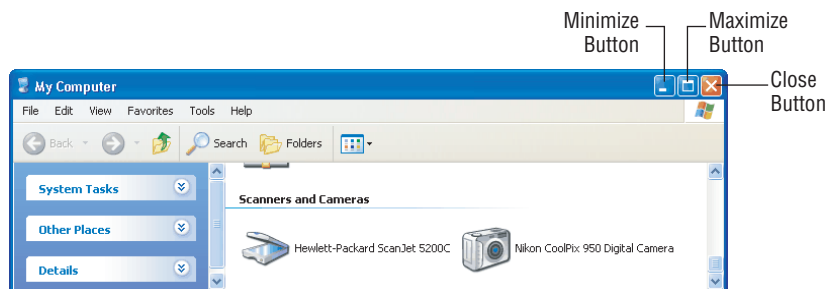 Minimize Button
Maximize Button
Close Button
My Computer
File Edit View Favorites Tools Help
Back Search Folders
System Tasks
Other Places
Details
Scanners and Cameras
Hewlett-Packard ScanJet 5200C
Nikon CoolPix 950 Digital Camera